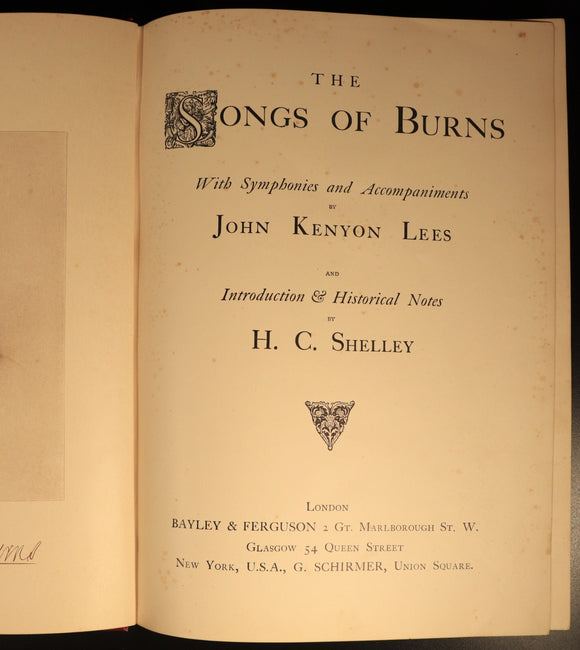 THE
SONGS OF BURNS
With Symphonies and Accompaniments
BY
JOHN KENYON LEES
AND
Introduction & Historical Notes
BY
H. C. SHELLEY
LONDON
BAYLEY & FERGUSON 2 GT. MARLBOROUGH ST. W.
GLASGOW 54 QUEEN STREET
NEW YORK, U.S.A., G. SCHIRMER, UNION SQUARE.